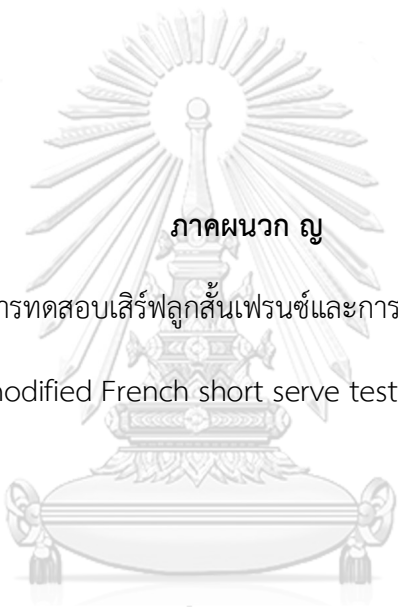 ภาคผนวก ญ
การทดสอบเสิร์ฟลูกสั้นเฟรนซ์และการ
modified French short serve test